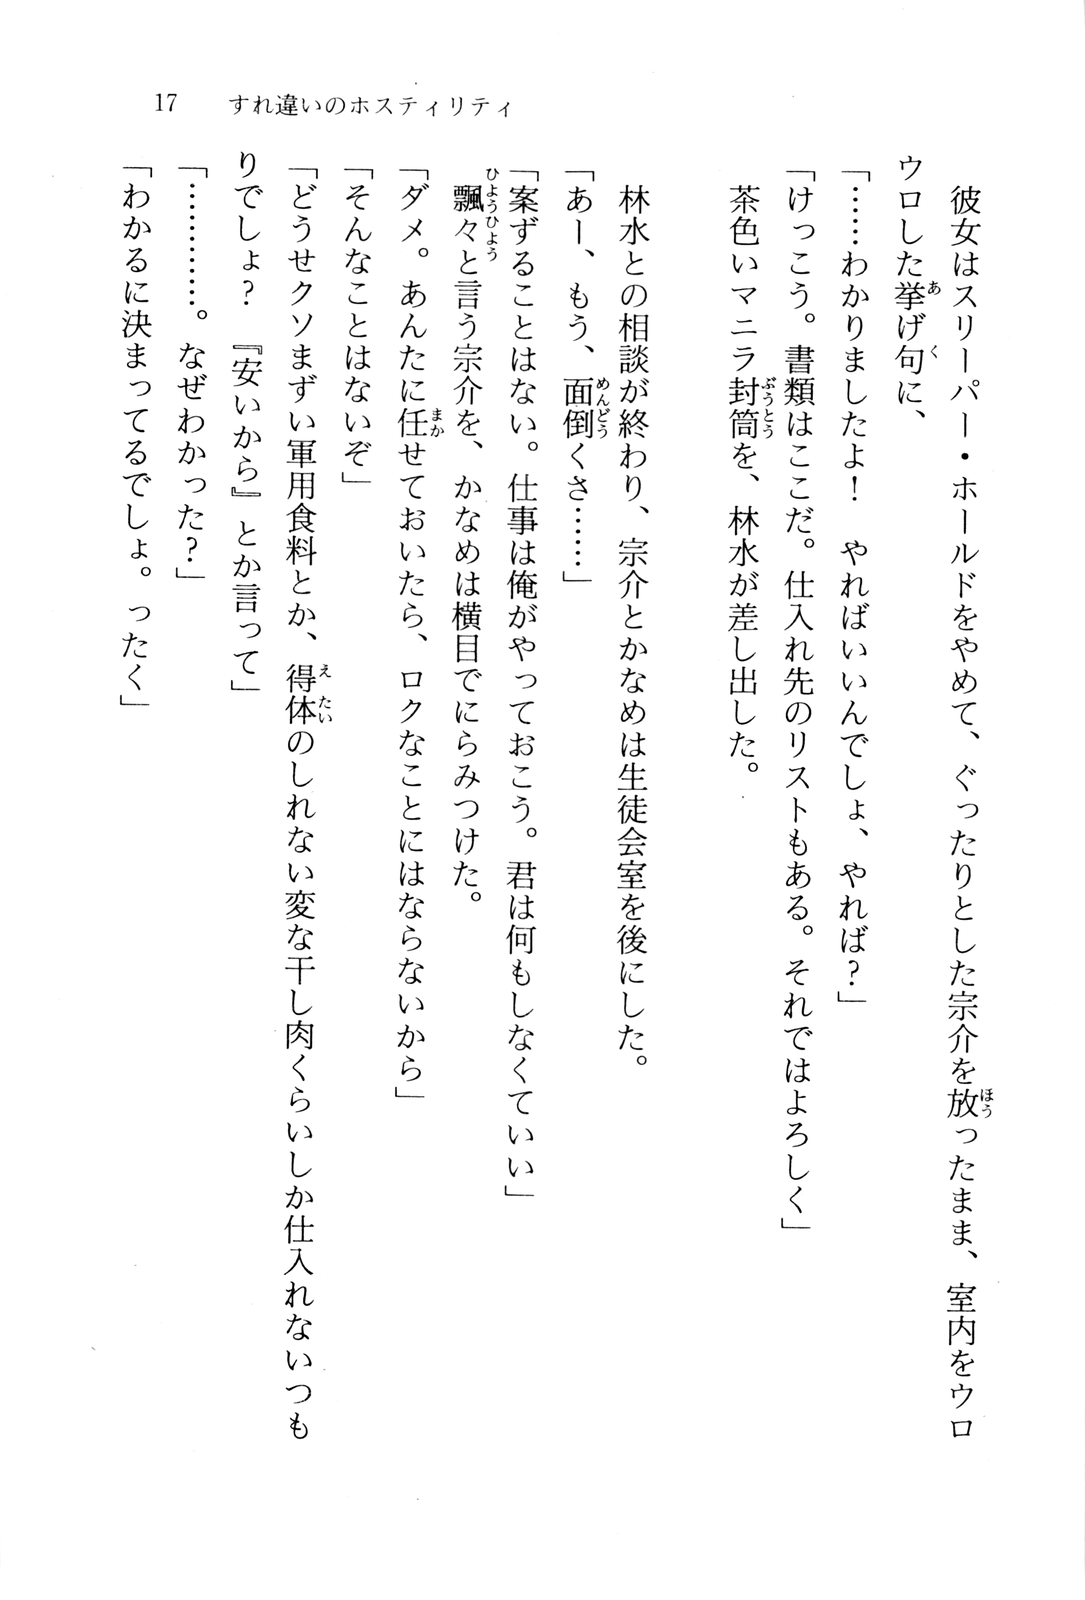 17　すれ違いのホスティリティ
　彼女はスリーパー・ホールドをやめて、ぐったりとした宗介を放ったまま、室内をウロ
ウロした挙げ句に、
「……わかりましたよ！　やればいいんでしょ、やれば？」
「けっこう。書類はここだ。仕入れ先のリストもある。それではよろしく」
　茶色いマニラ封筒を、林水が差し出した。
　林水との相談が終わり、宗介とかなめは生徒会室を後にした。
「あー、もう、面倒くさ……」
「案ずることはない。仕事は俺がやっておこう。君は何もしなくていい」
　飄々と言う宗介を、かなめは横目でにらみつけた。
「ダメ。あんたに任せておいたら、ロクなことにはならないから」
「そんなことはないぞ」
「どうせクソまずい軍用食料とか、得体のしれない変な干し肉くらいしか仕入れないつも
りでしょ？　『安いから』とか言って」
「…………。なぜわかった？」
「わかるに決まってるでしょ。ったく」